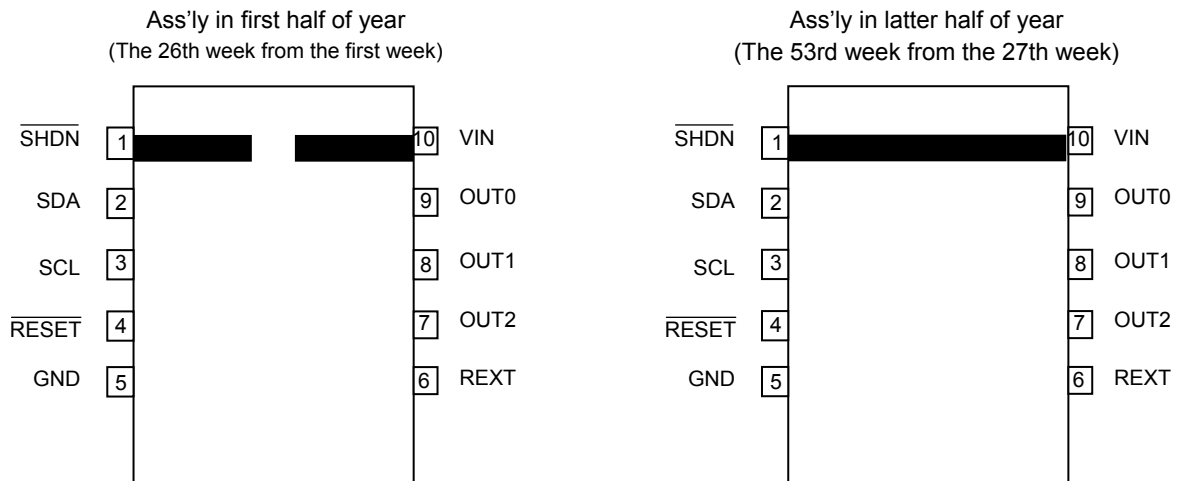 Ass'ly in first half of year
(The 26th week from the first week)
SHDN 1 10 VIN
SDA 2 9 OUT0
SCL 3 8 OUT1
RESET 4 7 OUT2
GND 5 6 REXT
Ass'ly in latter half of year
(The 53rd week from the 27th week)
SHDN 1 10 VIN
SDA 2 9 OUT0
SCL 3 8 OUT1
RESET 4 7 OUT2
GND 5 6 REXT